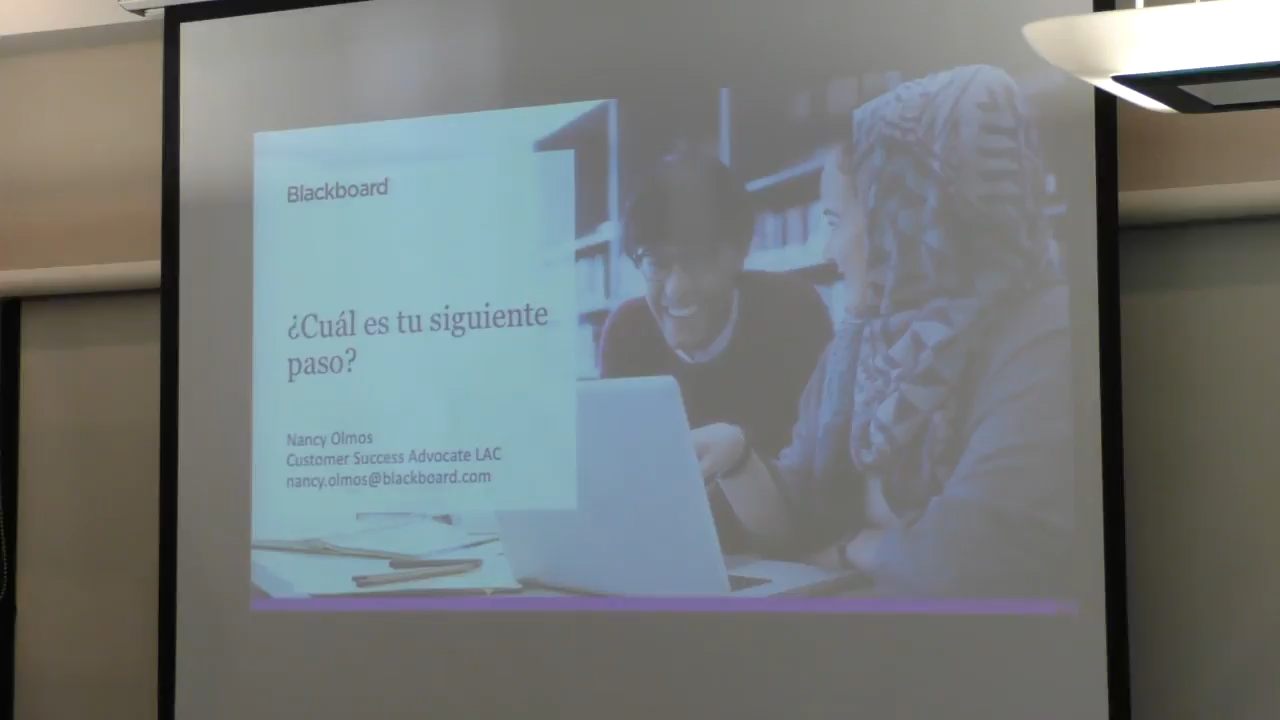 Blackboard
¿Cuál es tu siguiente
paso?
Nancy Olmos
Customer Success Advocate LAC
nancy.olmos@blackboard.com